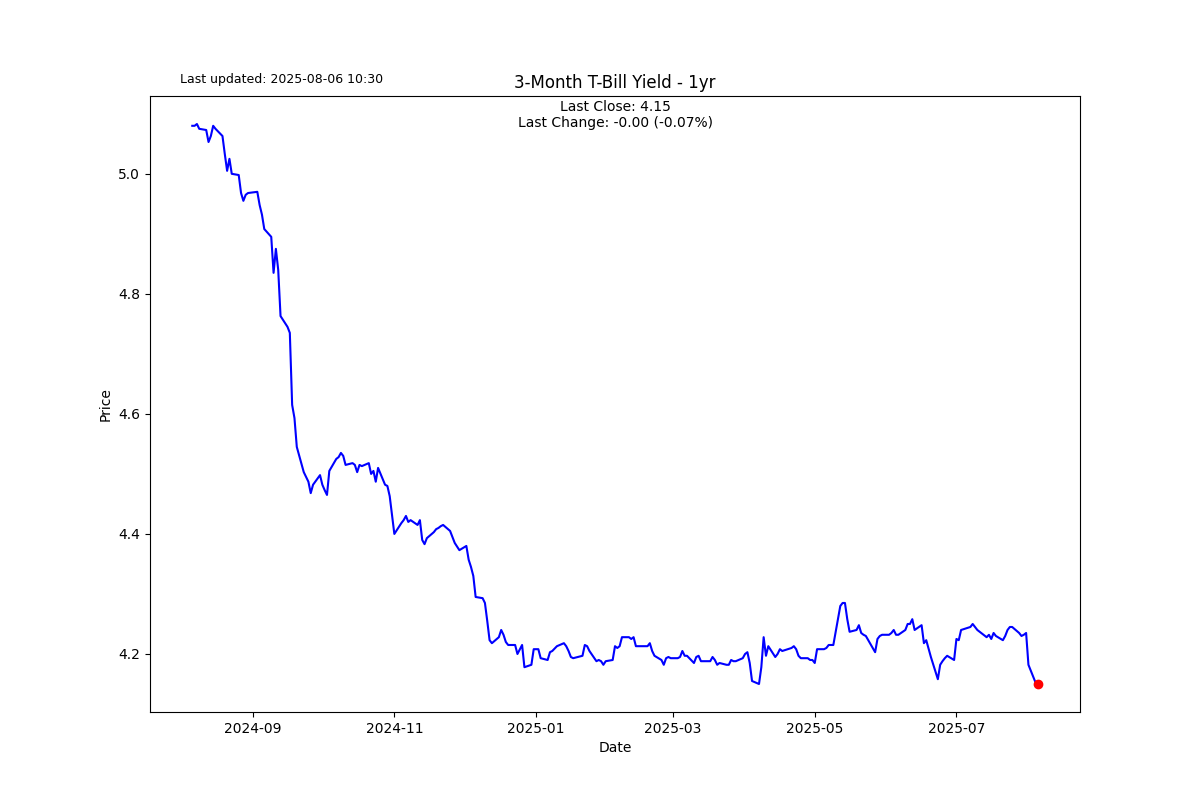 Last updated: 2025-08-06 10:30
3-Month T-Bill Yield - 1yr
Last Close: 4.15
Last Change: -0.00 (-0.07%)
5.0
4.8
4.6
4.4
4.2
Price
2024-09
2024-11
2025-01
2025-03
2025-05
2025-07
Date